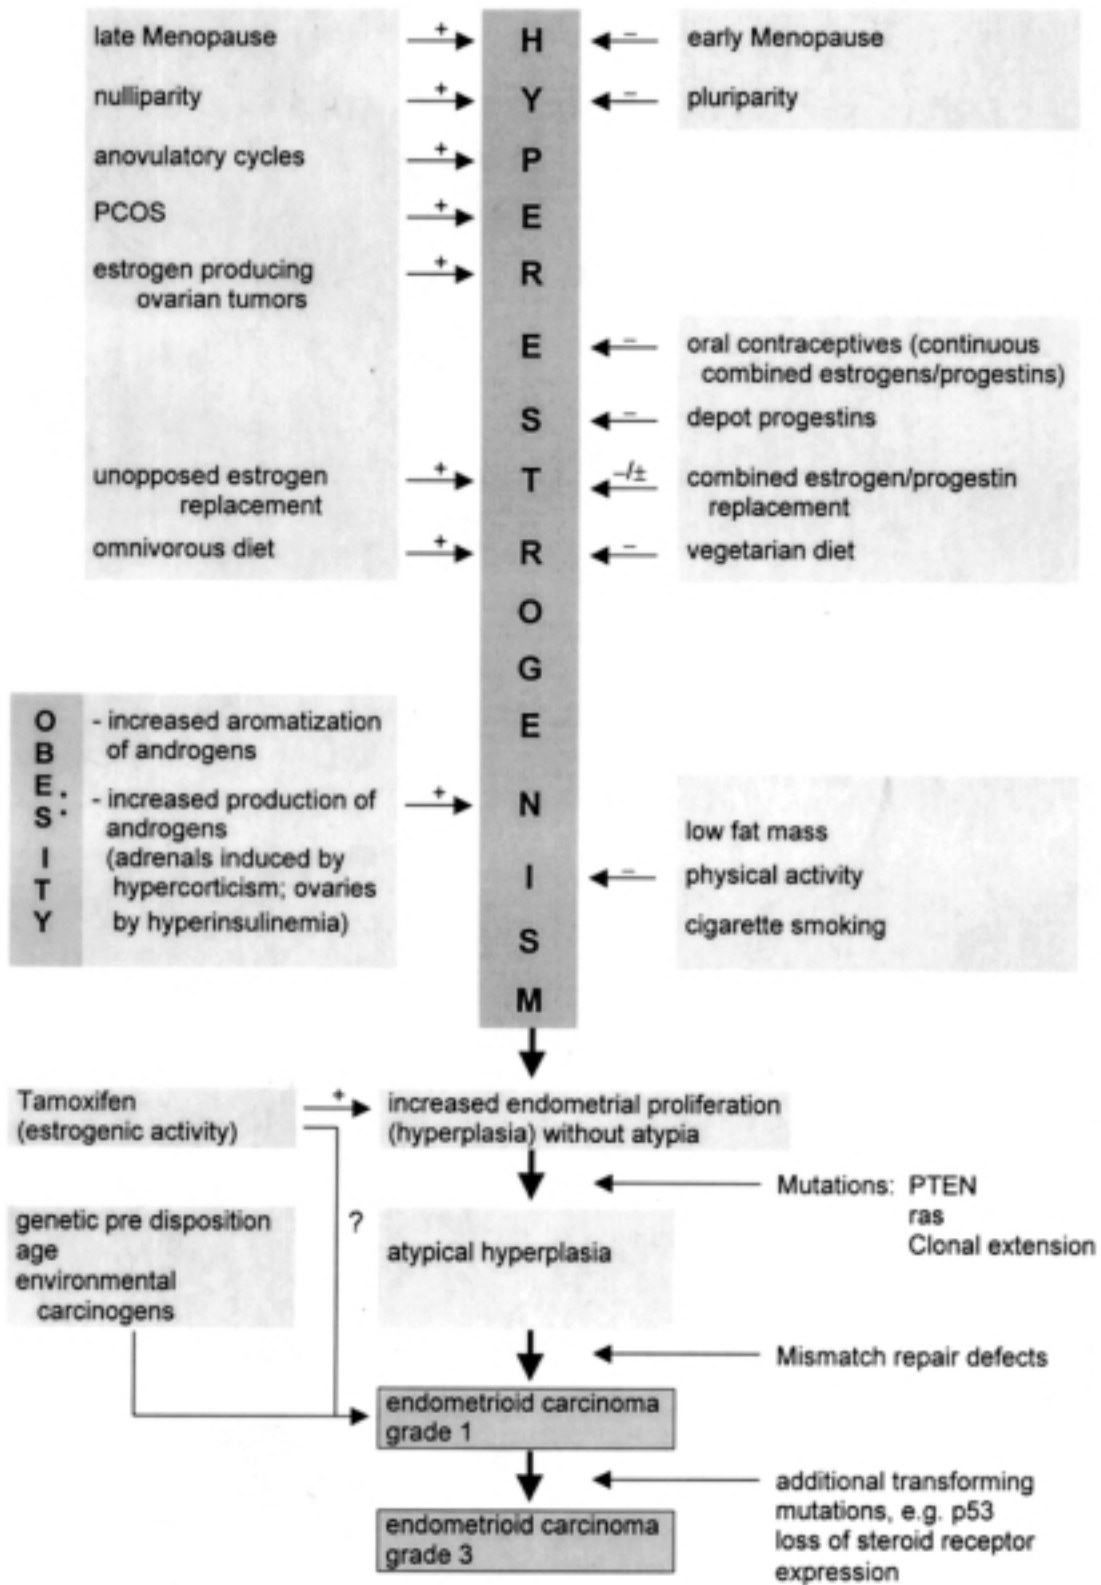 late Menopause
+
H
−
early Menopause
nulliparity
+
Y
−
pluriparity
anovulatory cycles
+
P
PCOS
+
E
estrogen producing
ovarian tumors
+
R
E
−
oral contraceptives (continuous
combined estrogens/progestins)
S
−
depot progestins
unopposed estrogen
replacement
+
T
−/±
combined estrogen/progestin
replacement
omnivorous diet
+
R
−
vegetarian diet
O
G
E
N
I
S
M
O
B
E
S
I
T
Y
:
- increased aromatization
of androgens
- increased production of
androgens
(adrenals induced by
hypercorticism; ovaries
by hyperinsulinemia)
+
low fat mass
−
physical activity
cigarette smoking
Tamoxifen
(estrogenic activity)
+
increased endometrial proliferation
(hyperplasia) without atypia
Mutations: PTEN
ras
Clonal extension
genetic pre disposition
age
environmental
carcinogens
?
atypical hyperplasia
Mismatch repair defects
endometrioid carcinoma
grade 1
additional transforming
mutations, e.g. p53
loss of steroid receptor
expression
endometrioid carcinoma
grade 3